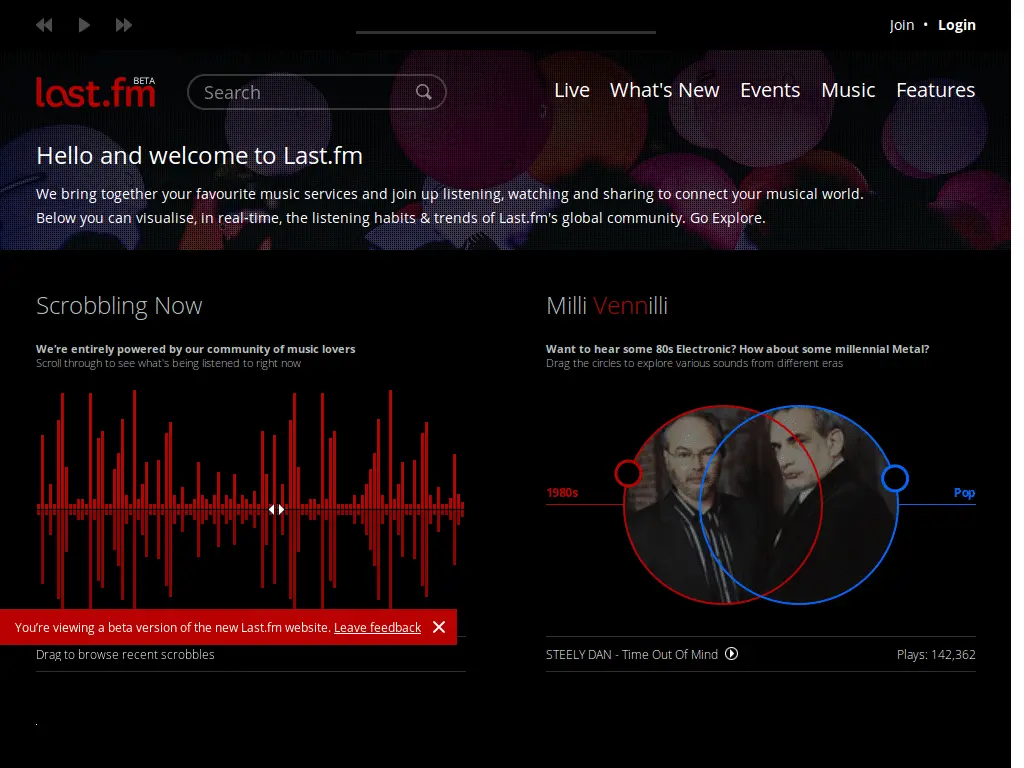 Join • Login
last.fm BETA
Search
Live What's New Events Music Features
Hello and welcome to Last.fm
We bring together your favourite music services and join up listening, watching and sharing to connect your musical world.
Below you can visualise, in real-time, the listening habits & trends of Last.fm's global community. Go Explore.
Scrobbling Now
We're entirely powered by our community of music lovers
Scroll through to see what's being listened to right now
Milli Vennilli
Want to hear some 80s Electronic? How about some millennial Metal?
Drag the circles to explore various sounds from different eras
1980s
Pop
You're viewing a beta version of the new Last.fm website. Leave feedback
Drag to browse recent scrobbles
STEELY DAN - Time Out Of Mind
Plays: 142,362